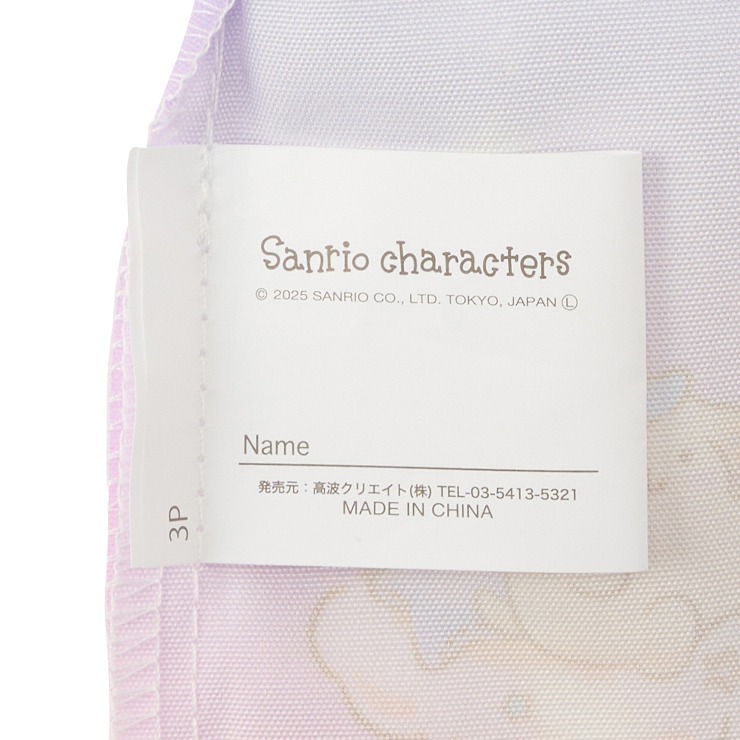 Sanrio characters
© 2025 SANRIO CO., LTD. TOKYO, JAPAN Ⓛ
Name
発売元：高波クリエイト(株) TEL-03-5413-5321
MADE IN CHINA
3P